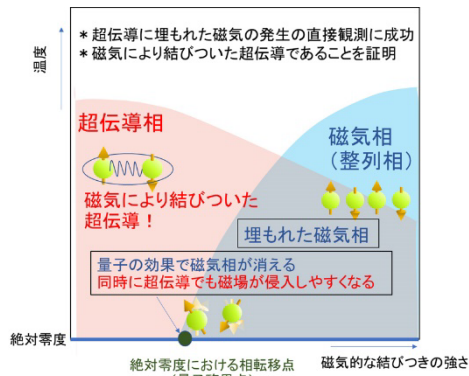 * 超伝導に埋もれた磁気の発生の直接観測に成功
* 磁気により結びついた超伝導であることを証明
温度
超伝導相
磁気相
（整列相）
磁気により結びついた
超伝導！
埋もれた磁気相
量子の効果で磁気相が消える
同時に超伝導でも磁場が侵入しやすくなる
絶対零度
絶対零度における相転移点
磁気的な結びつきの強さ